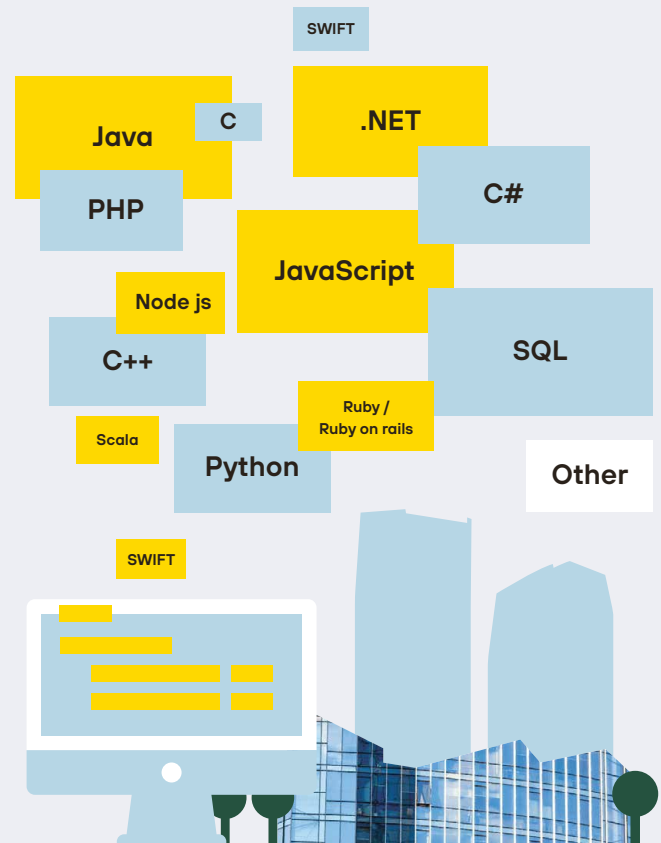 SWIFT
Java
C
.NET
PHP
C#
JavaScript
Node js
SQL
C++
Ruby /
Ruby on rails
Scala
Python
Other
SWIFT